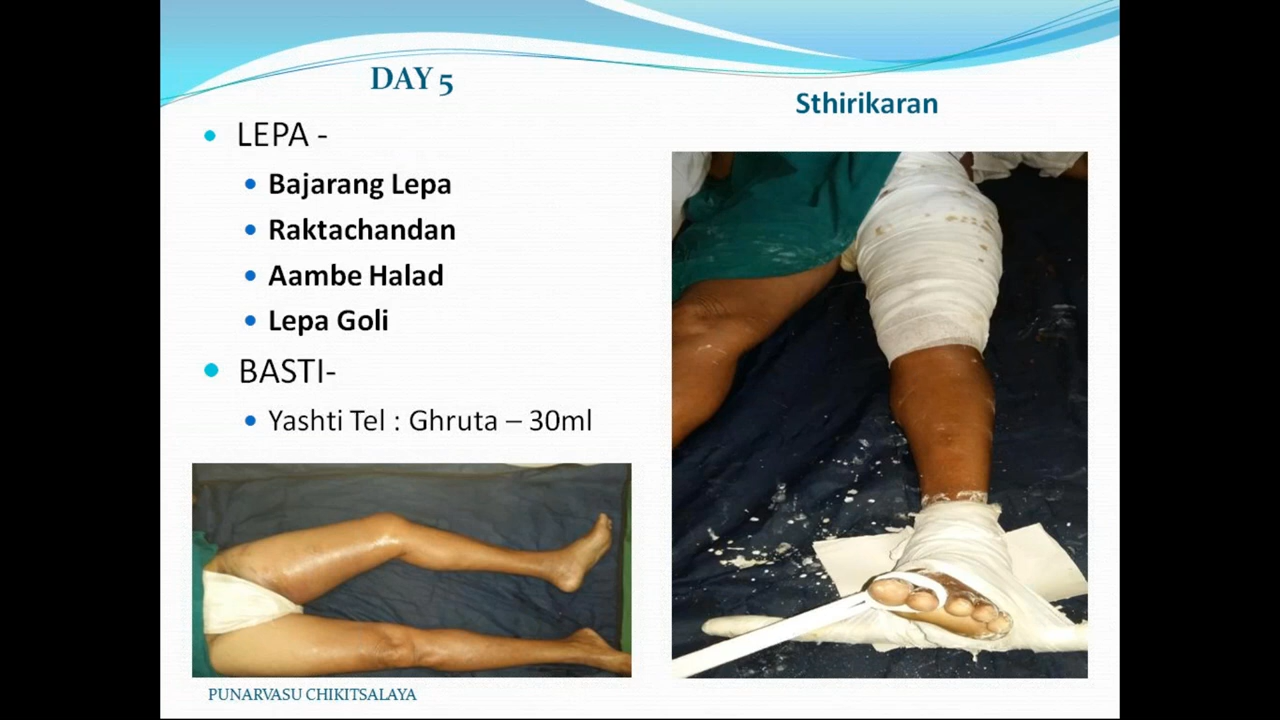 DAY 5
LEPA -
Bajarang Lepa
Raktachandan
Aambe Halad
Lepa Goli
BASTI-
Yashti Tel : Ghruta – 30ml
Sthirikaran
PUNARVASU CHIKITSALAYA